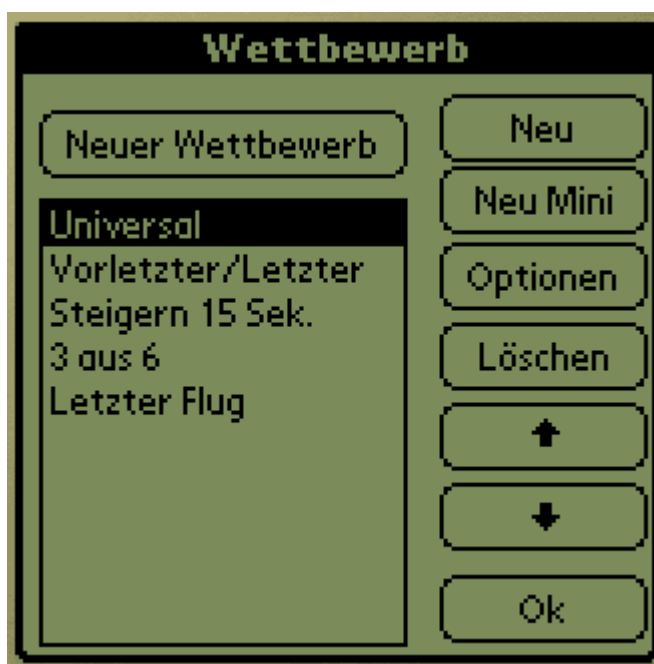 Wettbewerb
Neuer Wettbewerb
Universal
Vorletzter/Letzter
Steigern 15 Sek.
3 aus 6
Letzter Flug
Neu
Neu Mini
Optionen
Löschen
Ok